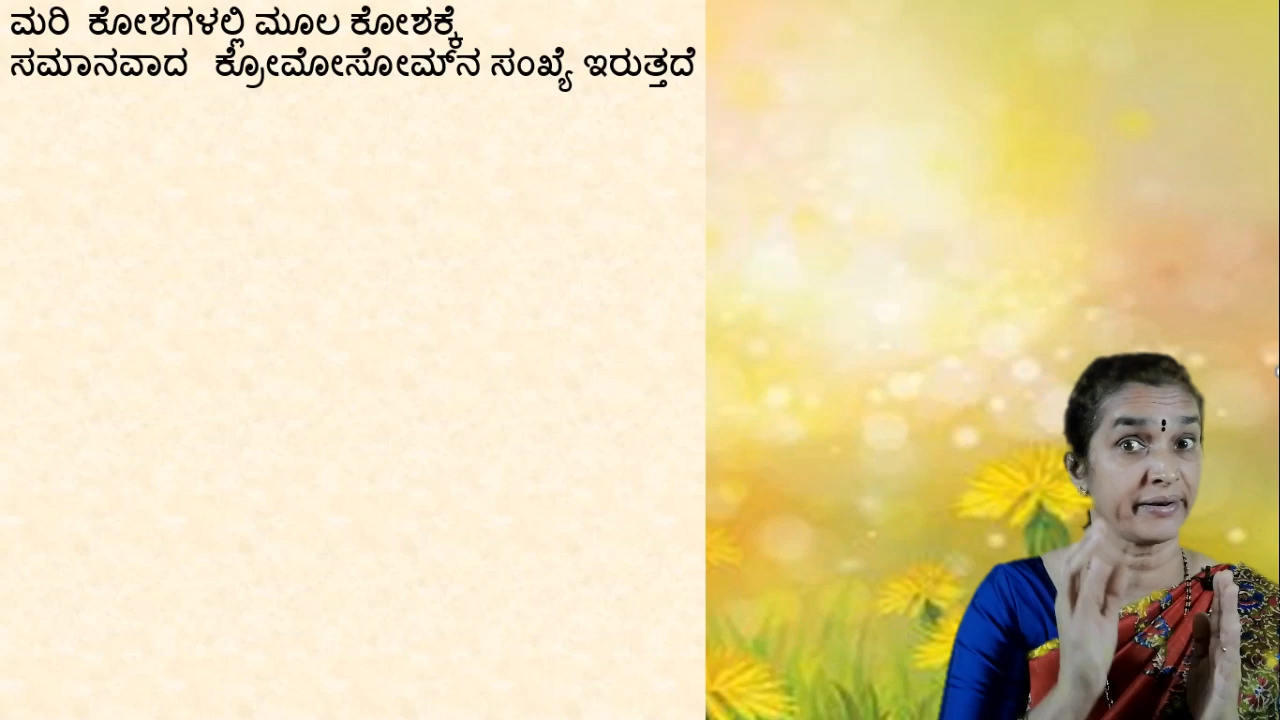 ಮರಿ ಕೋಶಗಳಲ್ಲಿ ಮೂಲ ಕೋಶಕ್ಕೆ
ಸಮಾನವಾದ ಕ್ರೋಮೋಸೋಮ್‌ನ ಸಂಖ್ಯೆ ಇರುತ್ತದೆ